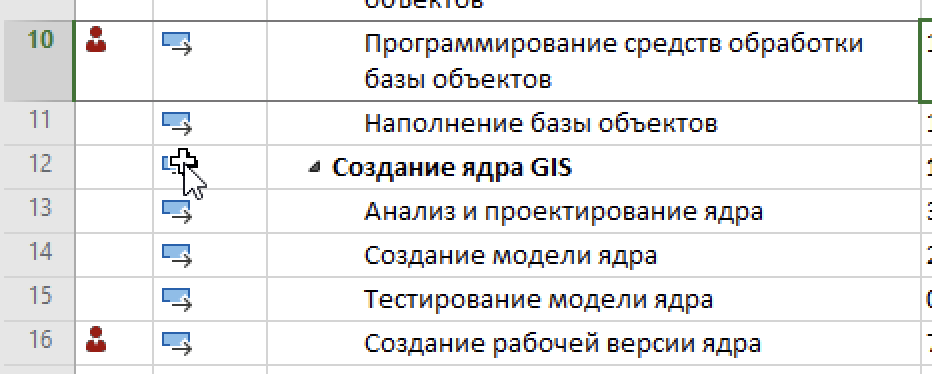 объектов
10 Программирование средств обработки
базы объектов
11 Наполнение базы объектов
12 Создание ядра GIS
13 Анализ и проектирование ядра
14 Создание модели ядра
15 Тестирование модели ядра
16 Создание рабочей версии ядра